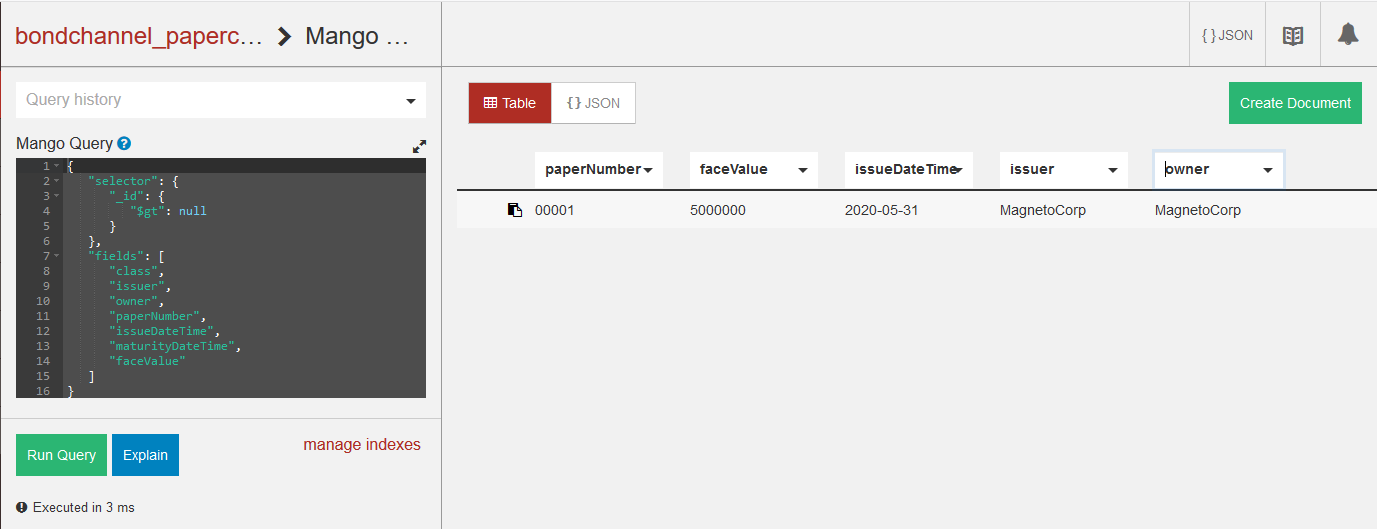 bondchannel_paperc... Mango ...
{ } JSON
Query history
Mango Query ?
1 {
2 "selector": {
3 "_id": {
4 "$gt": null
5 }
6 },
7 "fields": [
8 "class",
9 "issuer",
10 "owner",
11 "paperNumber",
12 "issueDateTime",
13 "maturityDateTime",
14 "faceValue"
15 ]
16 }
Run Query Explain manage indexes
Executed in 3 ms
Table { } JSON Create Document
paperNumber faceValue issueDateTime issuer owner
00001 5000000 2020-05-31 MagnetoCorp MagnetoCorp